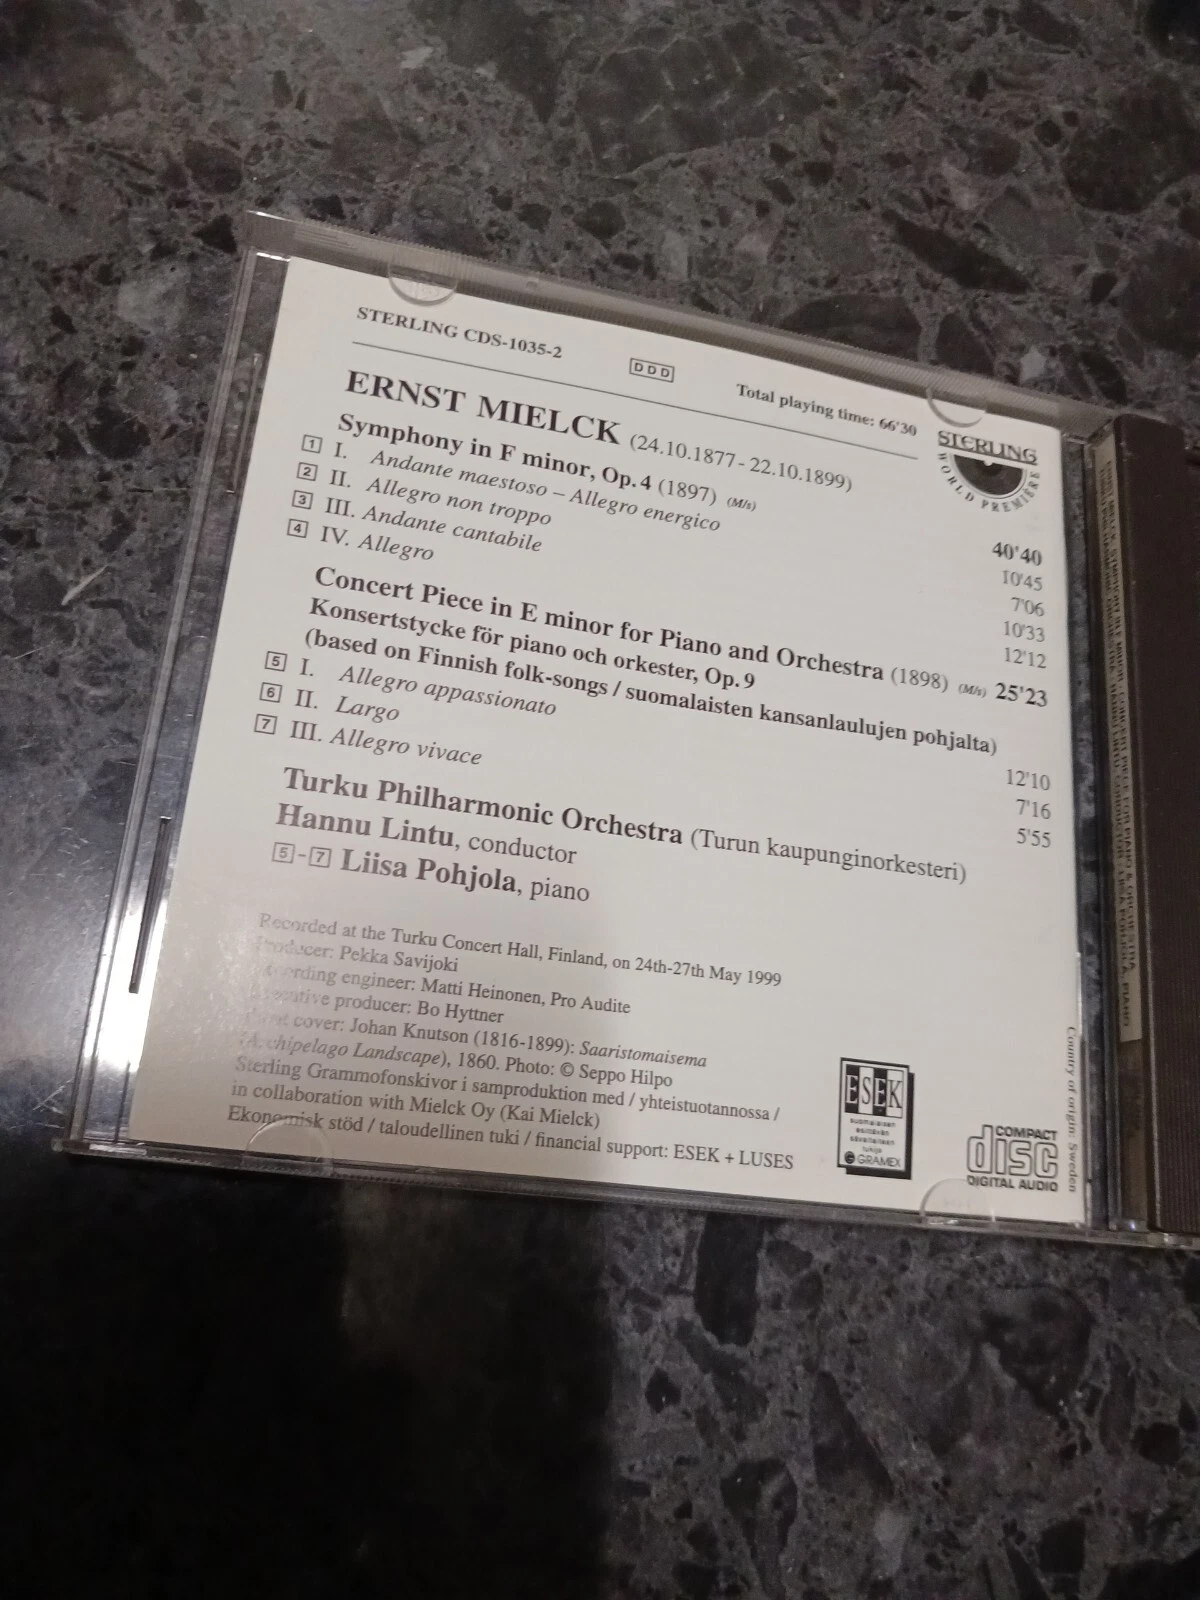 STERLING CDS-1035-2
DDD
Total playing time: 66'30
STERLING
WORLD PREMIERE
ERNST MIELCK (24.10.1877 - 22.10.1899)
Symphony in F minor, Op. 4 (1897) (M/s) 40'40
1 I. Andante maestoso – Allegro energico 10'45
2 II. Allegro non troppo 7'06
3 III. Andante cantabile 10'33
4 IV. Allegro 12'12
Concert Piece in E minor for Piano and Orchestra (1898) (M/s) 25'23
Konsertstycke för piano och orkester, Op. 9
(based on Finnish folk-songs / suomalaisten kansanlaulujen pohjalta)
5 I. Allegro appassionato 12'10
6 II. Largo 7'16
7 III. Allegro vivace 5'55
Turku Philharmonic Orchestra (Turun kaupunginorkesteri)
Hannu Lintu, conductor
5-7 Liisa Pohjola, piano
Recorded at the Turku Concert Hall, Finland, on 24th-27th May 1999
Producer: Pekka Savijoki
Recording engineer: Matti Heinonen, Pro Audite
Executive producer: Bo Hyttner
Front cover: Johan Knutson (1816-1899): Saaristomaisema
(Archipelago Landscape), 1860. Photo: © Seppo Hilpo
Sterling Grammofonskivor i samproduktion med / yhteistuotannossa /
in collaboration with Mielck Oy (Kai Mielck)
Ekonomisk stöd / taloudellinen tuki / financial support: ESEK + LUSES
ESEK
suomalaisen
esittävän
säveltaiteen
tukija
GRAMEX
COMPACT
disc
DIGITAL AUDIO
Country of origin: Sweden